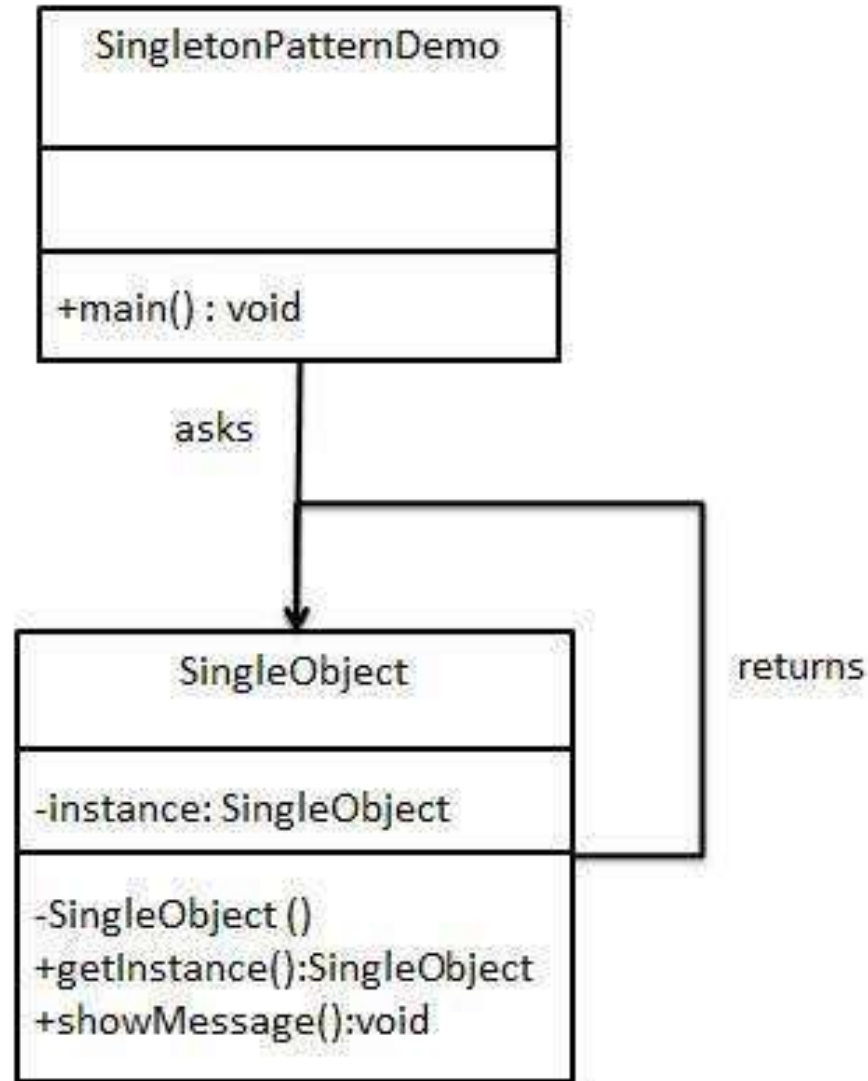 SingletonPatternDemo
+main() : void
asks
SingleObject
returns
-instance: SingleObject
-SingleObject ()
+getInstance():SingleObject
+showMessage():void